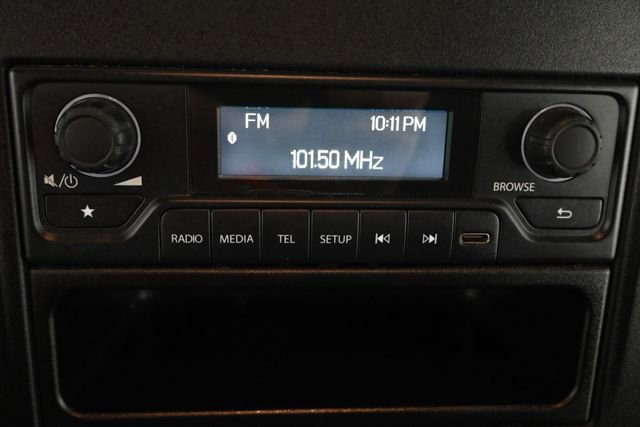 FM 10:11 PM
101.50 MHz
BROWSE
RADIO MEDIA TEL SETUP